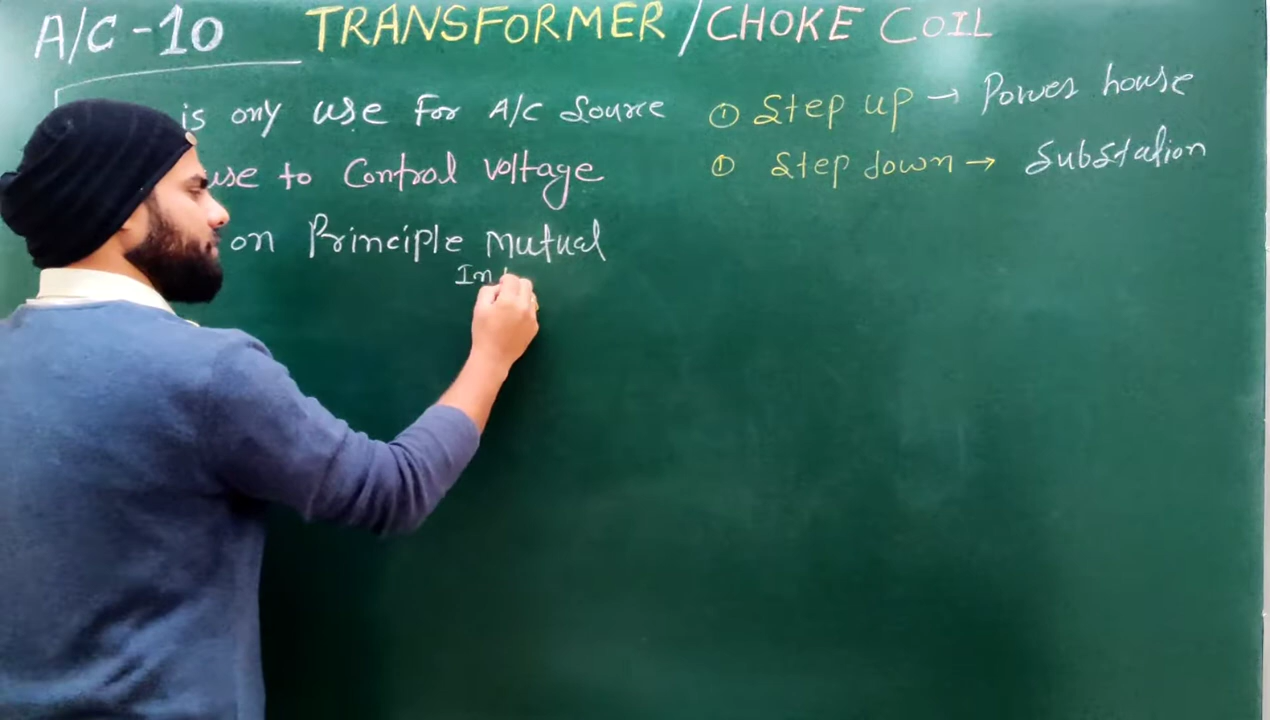 A/C-10
TRANSFORMER/CHOKE COIL
is ony use For A/C Source
use to Control Voltage
on Principle Mutual
In
① Step up → Power house
① Step down → Substation